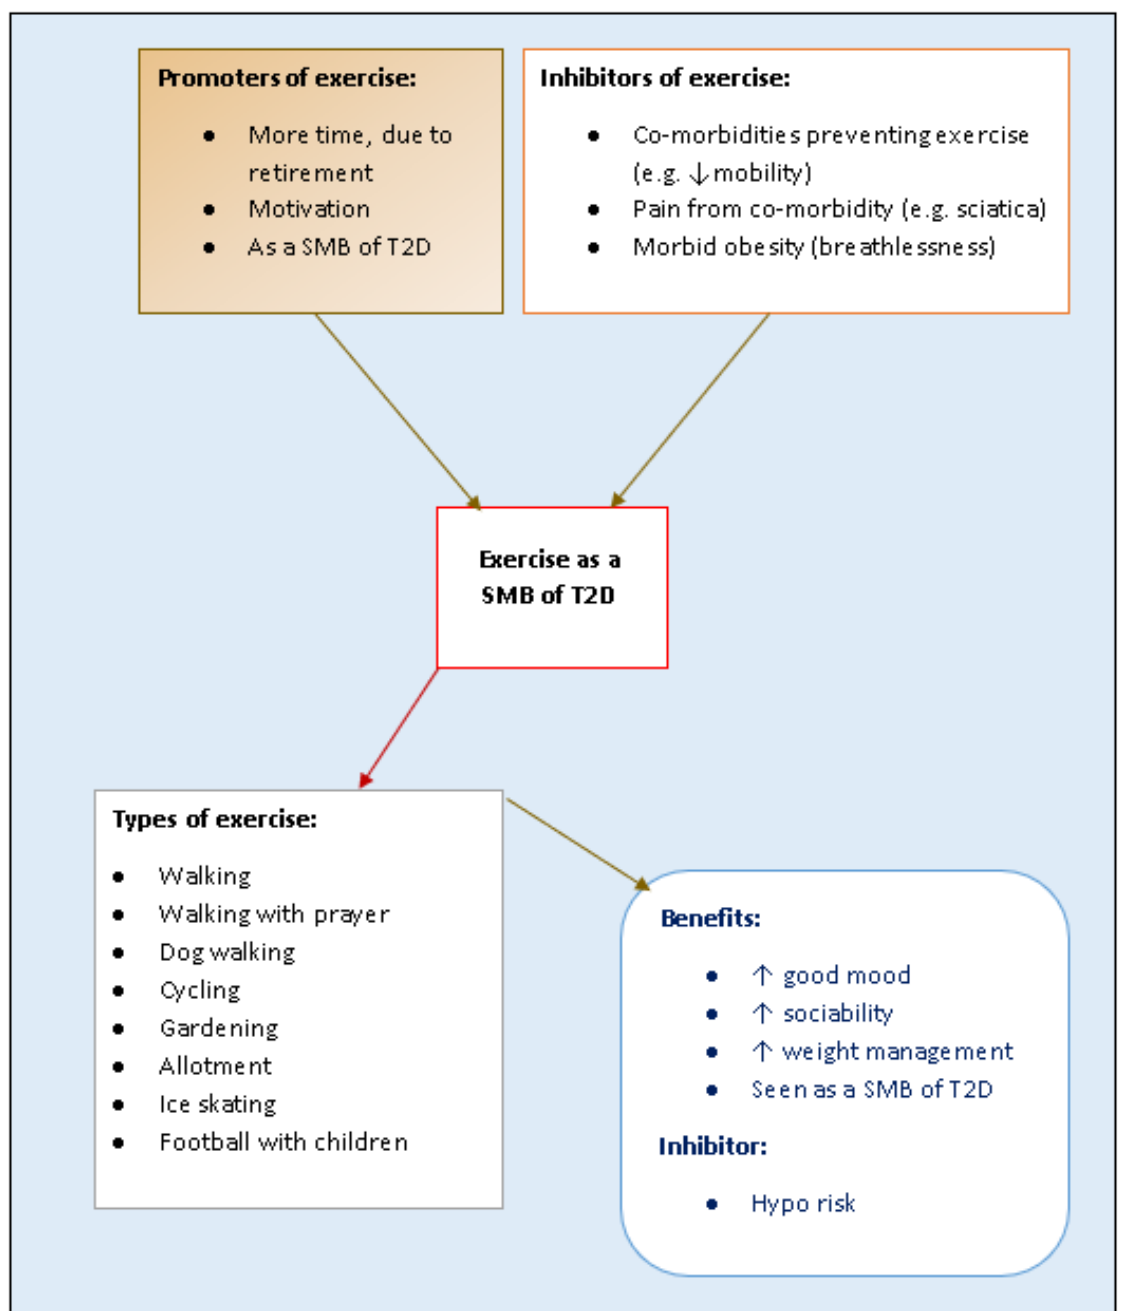 Promoters of exercise:
● More time, due to
retirement
● Motivation
● As a SMB of T2D
Inhibitors of exercise:
● Co-morbidities preventing exercise
(e.g. ↓ mobility)
● Pain from co-morbidity (e.g. sciatica)
● Morbid obesity (breathlessness)
Exercise as a
SMB of T2D
Types of exercise:
● Walking
● Walking with prayer
● Dog walking
● Cycling
● Gardening
● Allotment
● Ice skating
● Football with children
Benefits:
● ↑ good mood
● ↑ sociability
● ↑ weight management
● Seen as a SMB of T2D
Inhibitor:
● Hypo risk